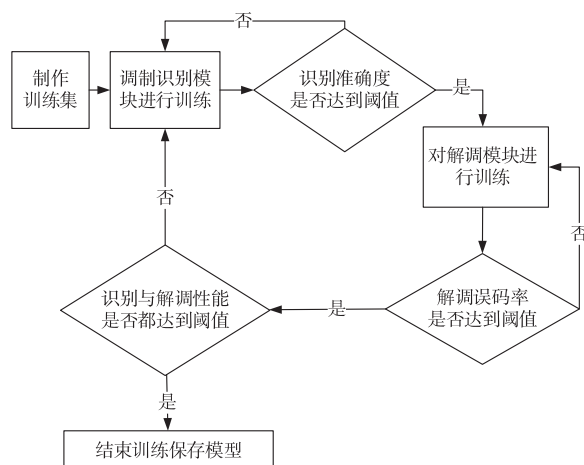 否
制作
训练集
调制识别模
块进行训练
识别准确度
是否达到阈值
是
对解调模块进
行训练
否
否
识别与解调性能
是否都达到阈值
是
解调误码率
是否达到阈值
是
结束训练保存模型